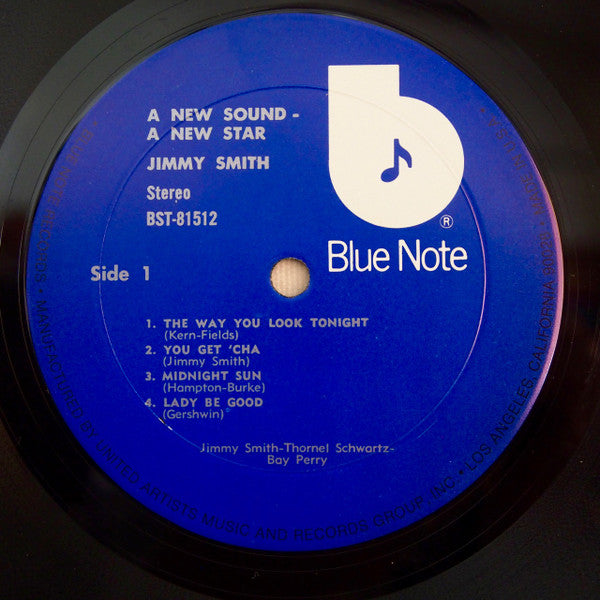 A NEW SOUND -
A NEW STAR
JIMMY SMITH
Stereo
BST-81512
®
Blue Note
Side 1
1. THE WAY YOU LOOK TONIGHT
(Kern-Fields)
2. YOU GET 'CHA
(Jimmy Smith)
3. MIDNIGHT SUN
(Hampton-Burke)
4. LADY BE GOOD
(Gershwin)
Jimmy Smith-Thornel Schwartz-
Bay Perry
MANUFACTURED BY UNITED ARTISTS MUSIC AND RECORDS GROUP, INC. • LOS ANGELES, CALIFORNIA